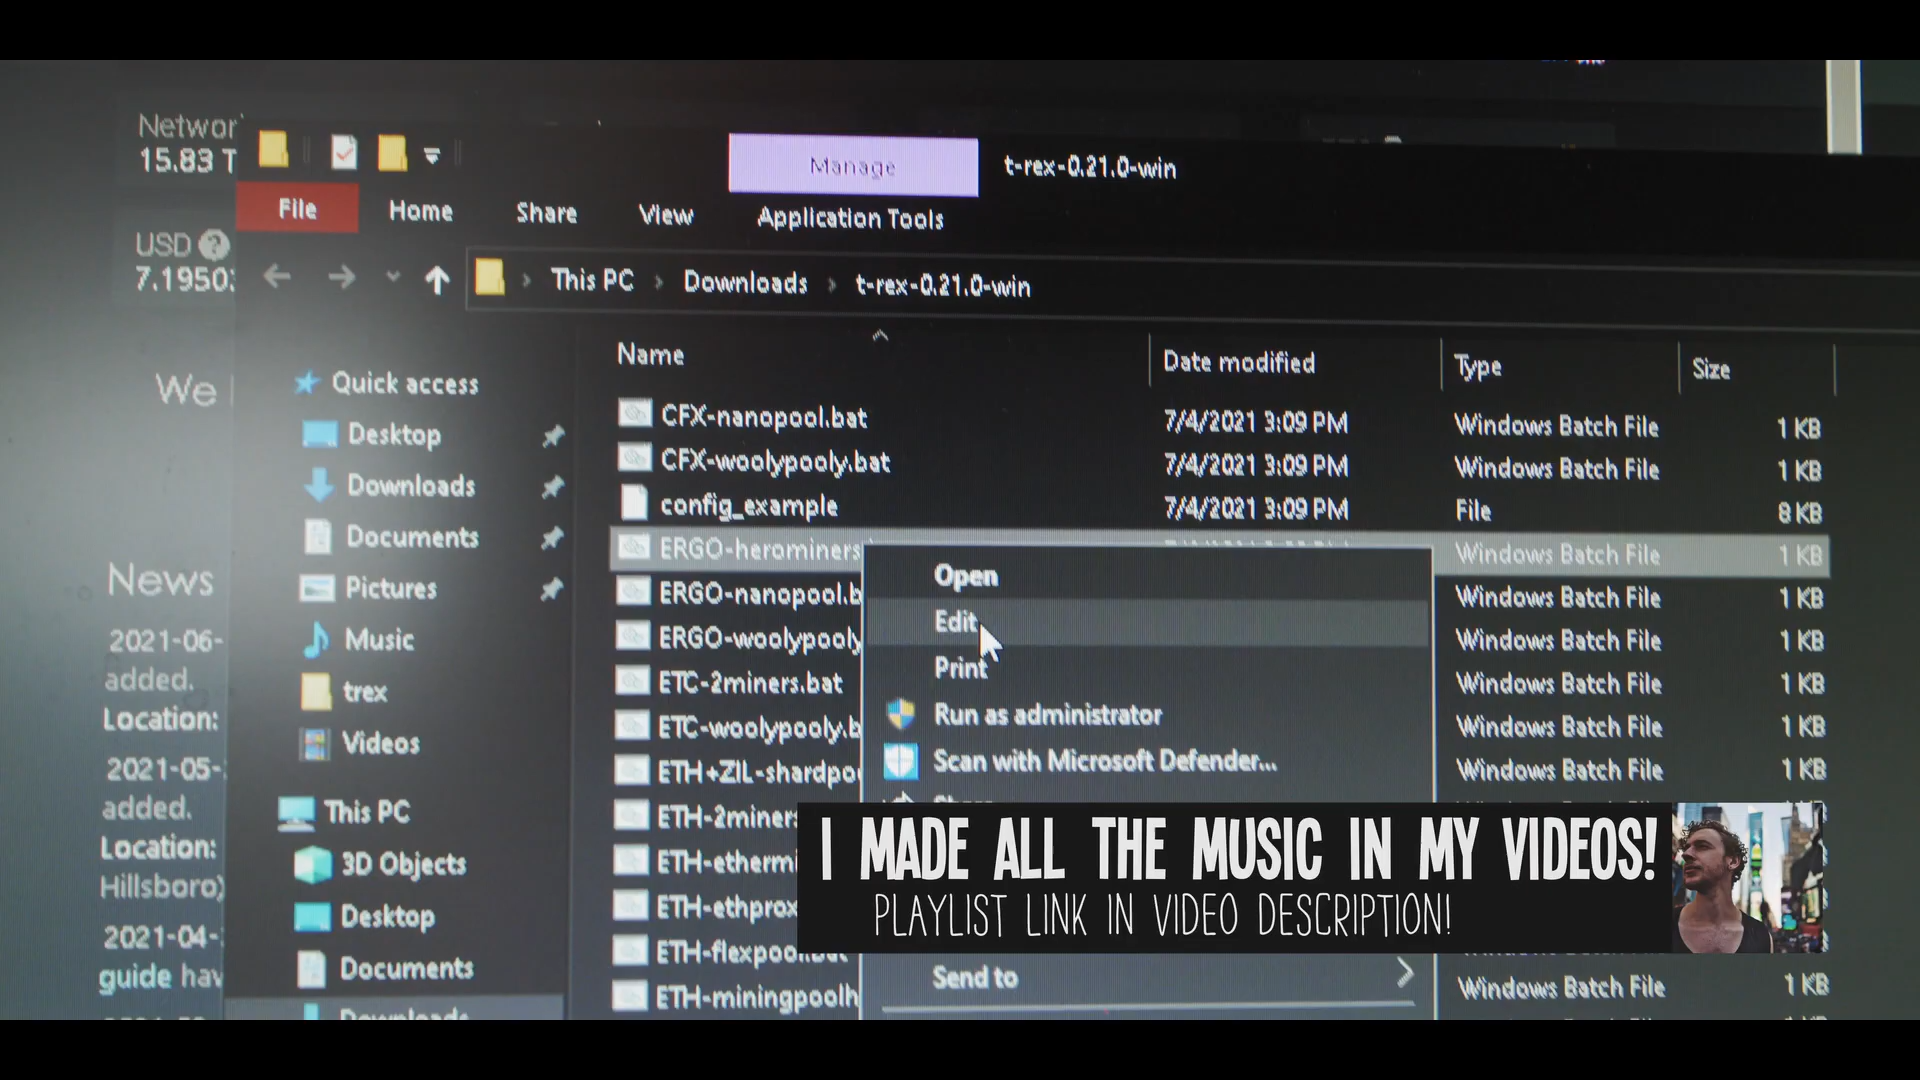 Networ
15.83 T
Manage
t-rex-0.21.0-win
File
Home
Share
View
Application Tools
USD
7.1950
This PC > Downloads > t-rex-0.21.0-win
Name
Date modified
Type
Size
We
Quick access
Desktop
Downloads
Documents
Pictures
Music
trex
Videos
This PC
3D Objects
Desktop
Documents
Downloads
News
2021-06-
added.
Location:
2021-05-
added.
Location:
Hillsboro)
2021-04-
guide hav
CFX-nanopool.bat 7/4/2021 3:09 PM Windows Batch File 1 KB
CFX-woolypooly.bat 7/4/2021 3:09 PM Windows Batch File 1 KB
config_example 7/4/2021 3:09 PM File 8 KB
ERGO-herominers Windows Batch File 1 KB
ERGO-nanopool.b Windows Batch File 1 KB
ERGO-woolypooly Windows Batch File 1 KB
ETC-2miners.bat Windows Batch File 1 KB
ETC-woolypooly.b Windows Batch File 1 KB
ETH+ZIL-shardpo Windows Batch File 1 KB
ETH-2miners
ETH-ethermi
ETH-ethprox
ETH-flexpool.bat
ETH-miningpoolh Windows Batch File 1 KB
Open
Edit
Print
Run as administrator
Scan with Microsoft Defender...
Share
Send to
I MADE ALL THE MUSIC IN MY VIDEOS!
PLAYLIST LINK IN VIDEO DESCRIPTION!